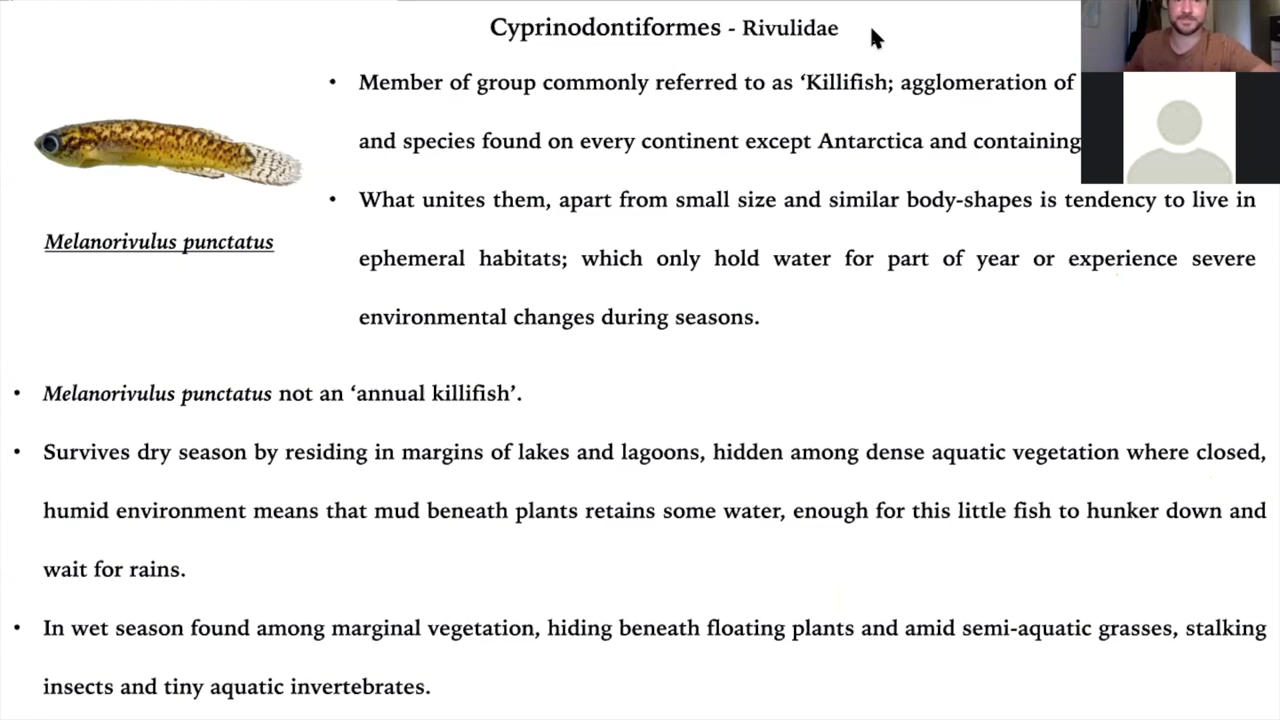 Cyprinodontiformes - Rivulidae
• Member of group commonly referred to as ‘Killifish; agglomeration of
and species found on every continent except Antarctica and containing
• What unites them, apart from small size and similar body-shapes is tendency to live in
ephemeral habitats; which only hold water for part of year or experience severe
environmental changes during seasons.
Melanorivulus punctatus
• Melanorivulus punctatus not an ‘annual killifish’.
• Survives dry season by residing in margins of lakes and lagoons, hidden among dense aquatic vegetation where closed,
humid environment means that mud beneath plants retains some water, enough for this little fish to hunker down and
wait for rains.
• In wet season found among marginal vegetation, hiding beneath floating plants and amid semi-aquatic grasses, stalking
insects and tiny aquatic invertebrates.